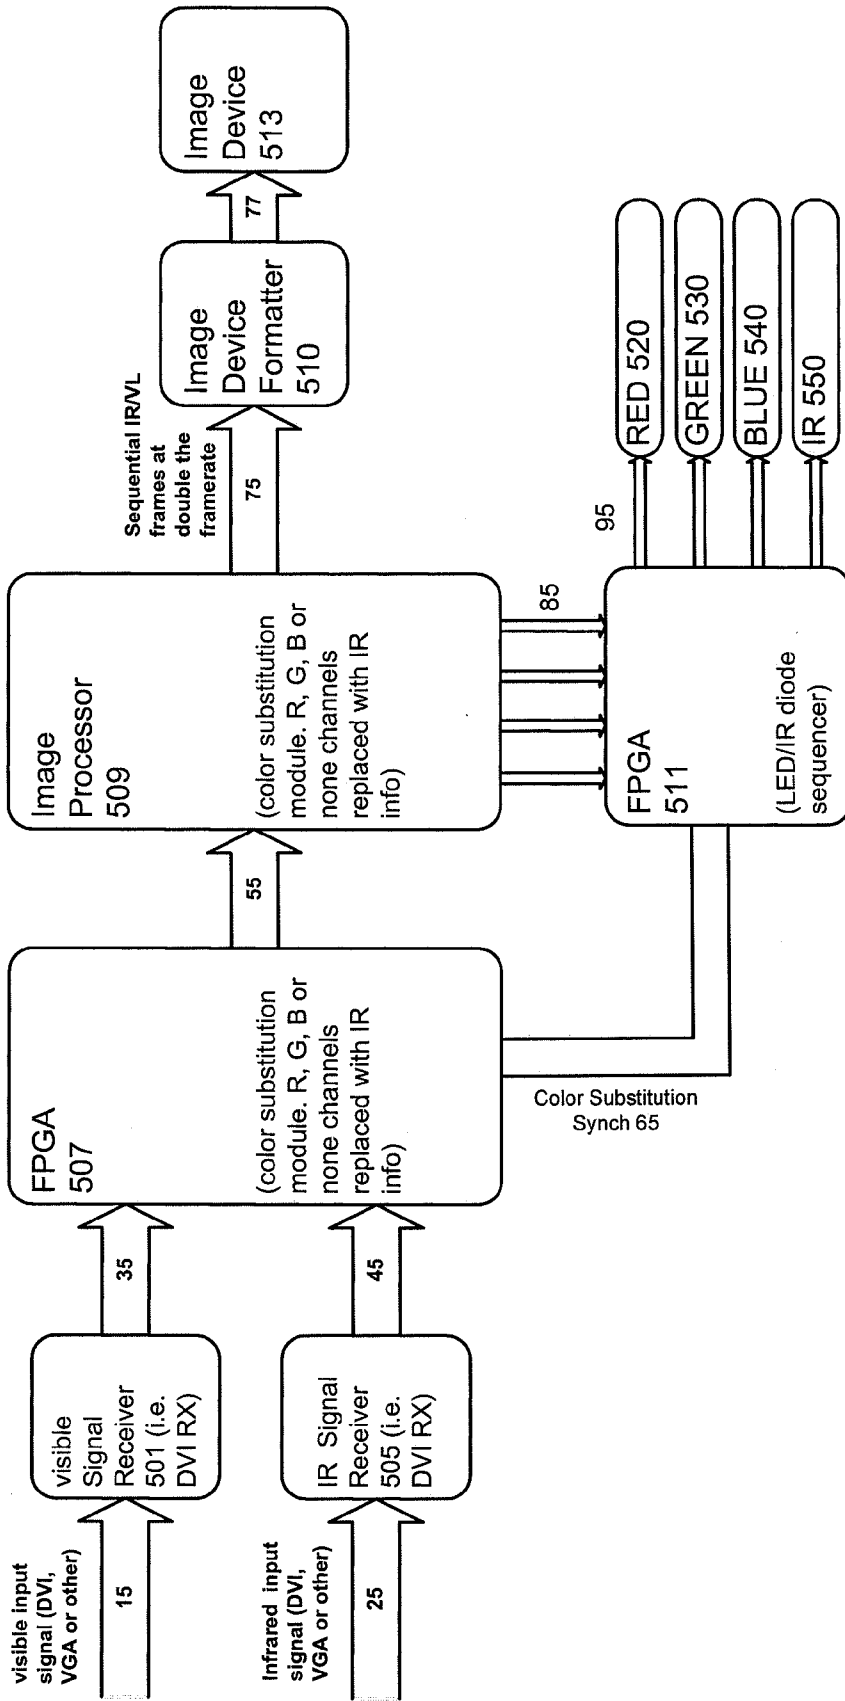 visible input
signal (DVI,
VGA or other)
15
visible
Signal
Receiver
501 (i.e.
DVI RX)
35
Infrared input
signal (DVI,
VGA or other)
25
IR Signal
Receiver
505 (i.e.
DVI RX)
45
FPGA
507
(color substitution
module. R, G, B or
none channels
replaced with IR
info)
55
Color Substitution
Synch 65
Image
Processor
509
(color substitution
module. R, G, B or
none channels
replaced with IR
info)
85
Sequential IR/VL
frames at
double the
framerate
75
Image
Device
Formatter
510
77
Image
Device
513
FPGA
511
(LED/IR diode
sequencer)
95
RED 520
GREEN 530
BLUE 540
IR 550